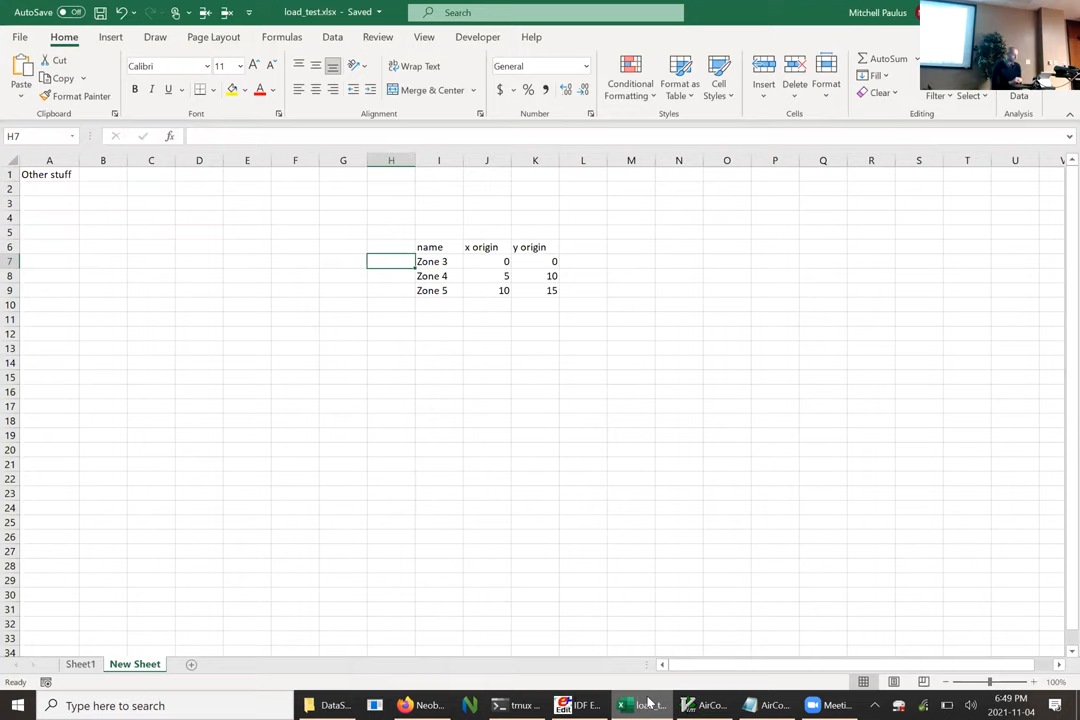 AutoSave Off load_test.xlsx - Saved Search Mitchell Paulus
File Home Insert Draw Page Layout Formulas Data Review View Developer Help
Paste Cut Copy Format Painter
Calibri 11
B I U A
Wrap Text
Merge & Center
General
$ % 9
Conditional Formatting Format as Table Cell Styles
Insert Delete Format
AutoSum
Fill
Clear
Filter Select
Data
Clipboard Font Alignment Number Styles Cells Editing Analysis
H7 fx
A B C D E F G H I J K L M N O P Q R S T U V
1 Other stuff
2
3
4
5
6 name x origin y origin
7 Zone 3 0 0
8 Zone 4 5 10
9 Zone 5 10 15
10
11
12
13
14
15
16
17
18
19
20
21
22
23
24
25
26
27
28
29
30
31
32
33
34
Sheet1 New Sheet
Ready 100%
Type here to search DataS... Neob... tmux ... Edit IDF E... load_t... AirCo... AirCo... Meeti... 6:49 PM
2021-11-04